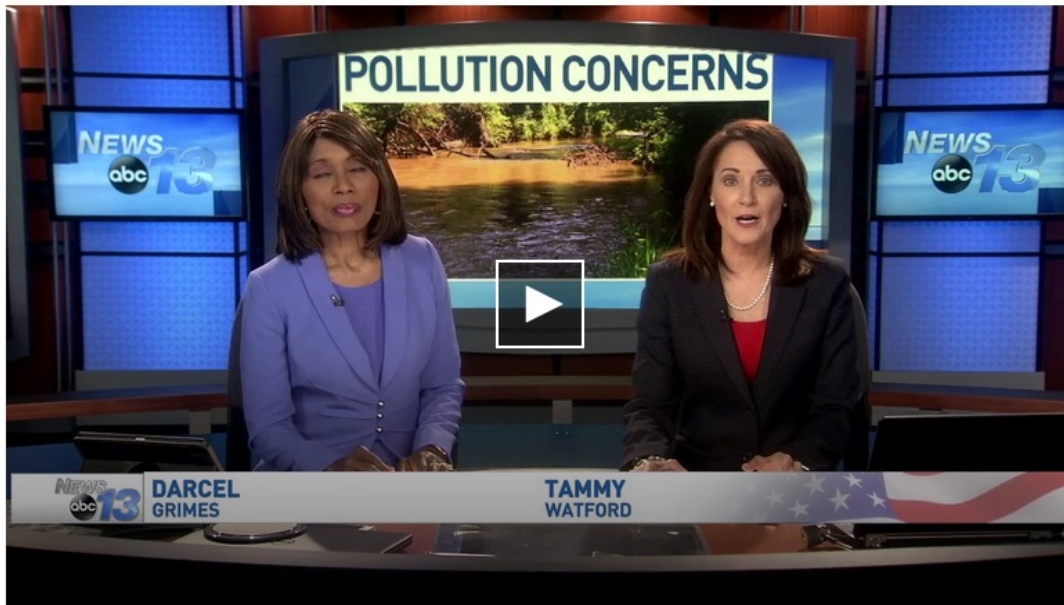 POLLUTION CONCERNS
NEWS
abc 13
NEWS
abc 13
NEWS
abc 13
DARCEL
GRIMES
TAMMY
WATFORD